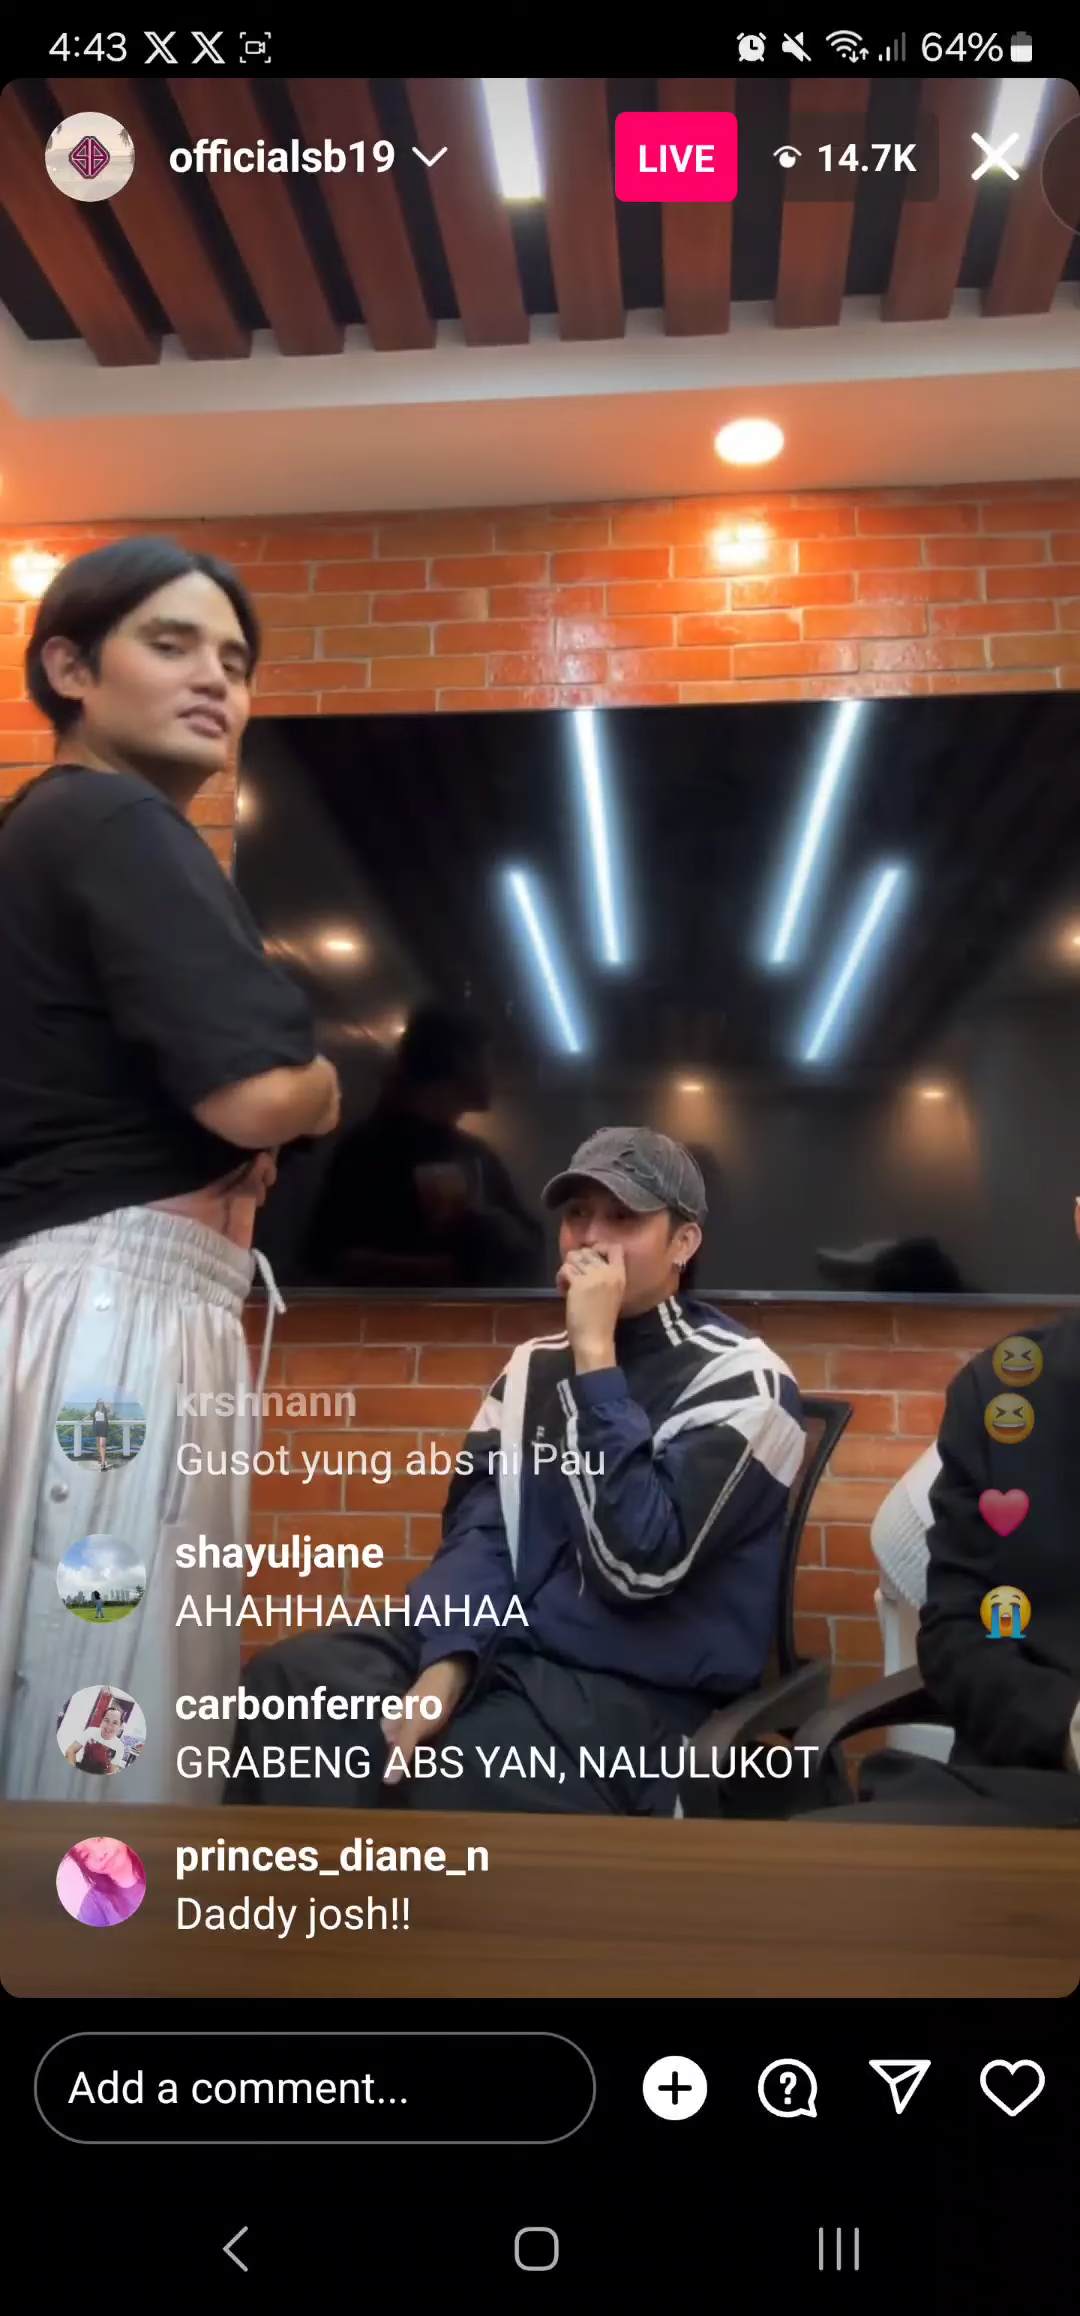 4:43
64%
officialsb19
LIVE
14.7K
krshnann
Gusot yung abs ni Pau
shayuljane
AHAHHAAHAHAA
carbonferrero
GRABENG ABS YAN, NALULUKOT
princes_diane_n
Daddy josh!!
Add a comment...